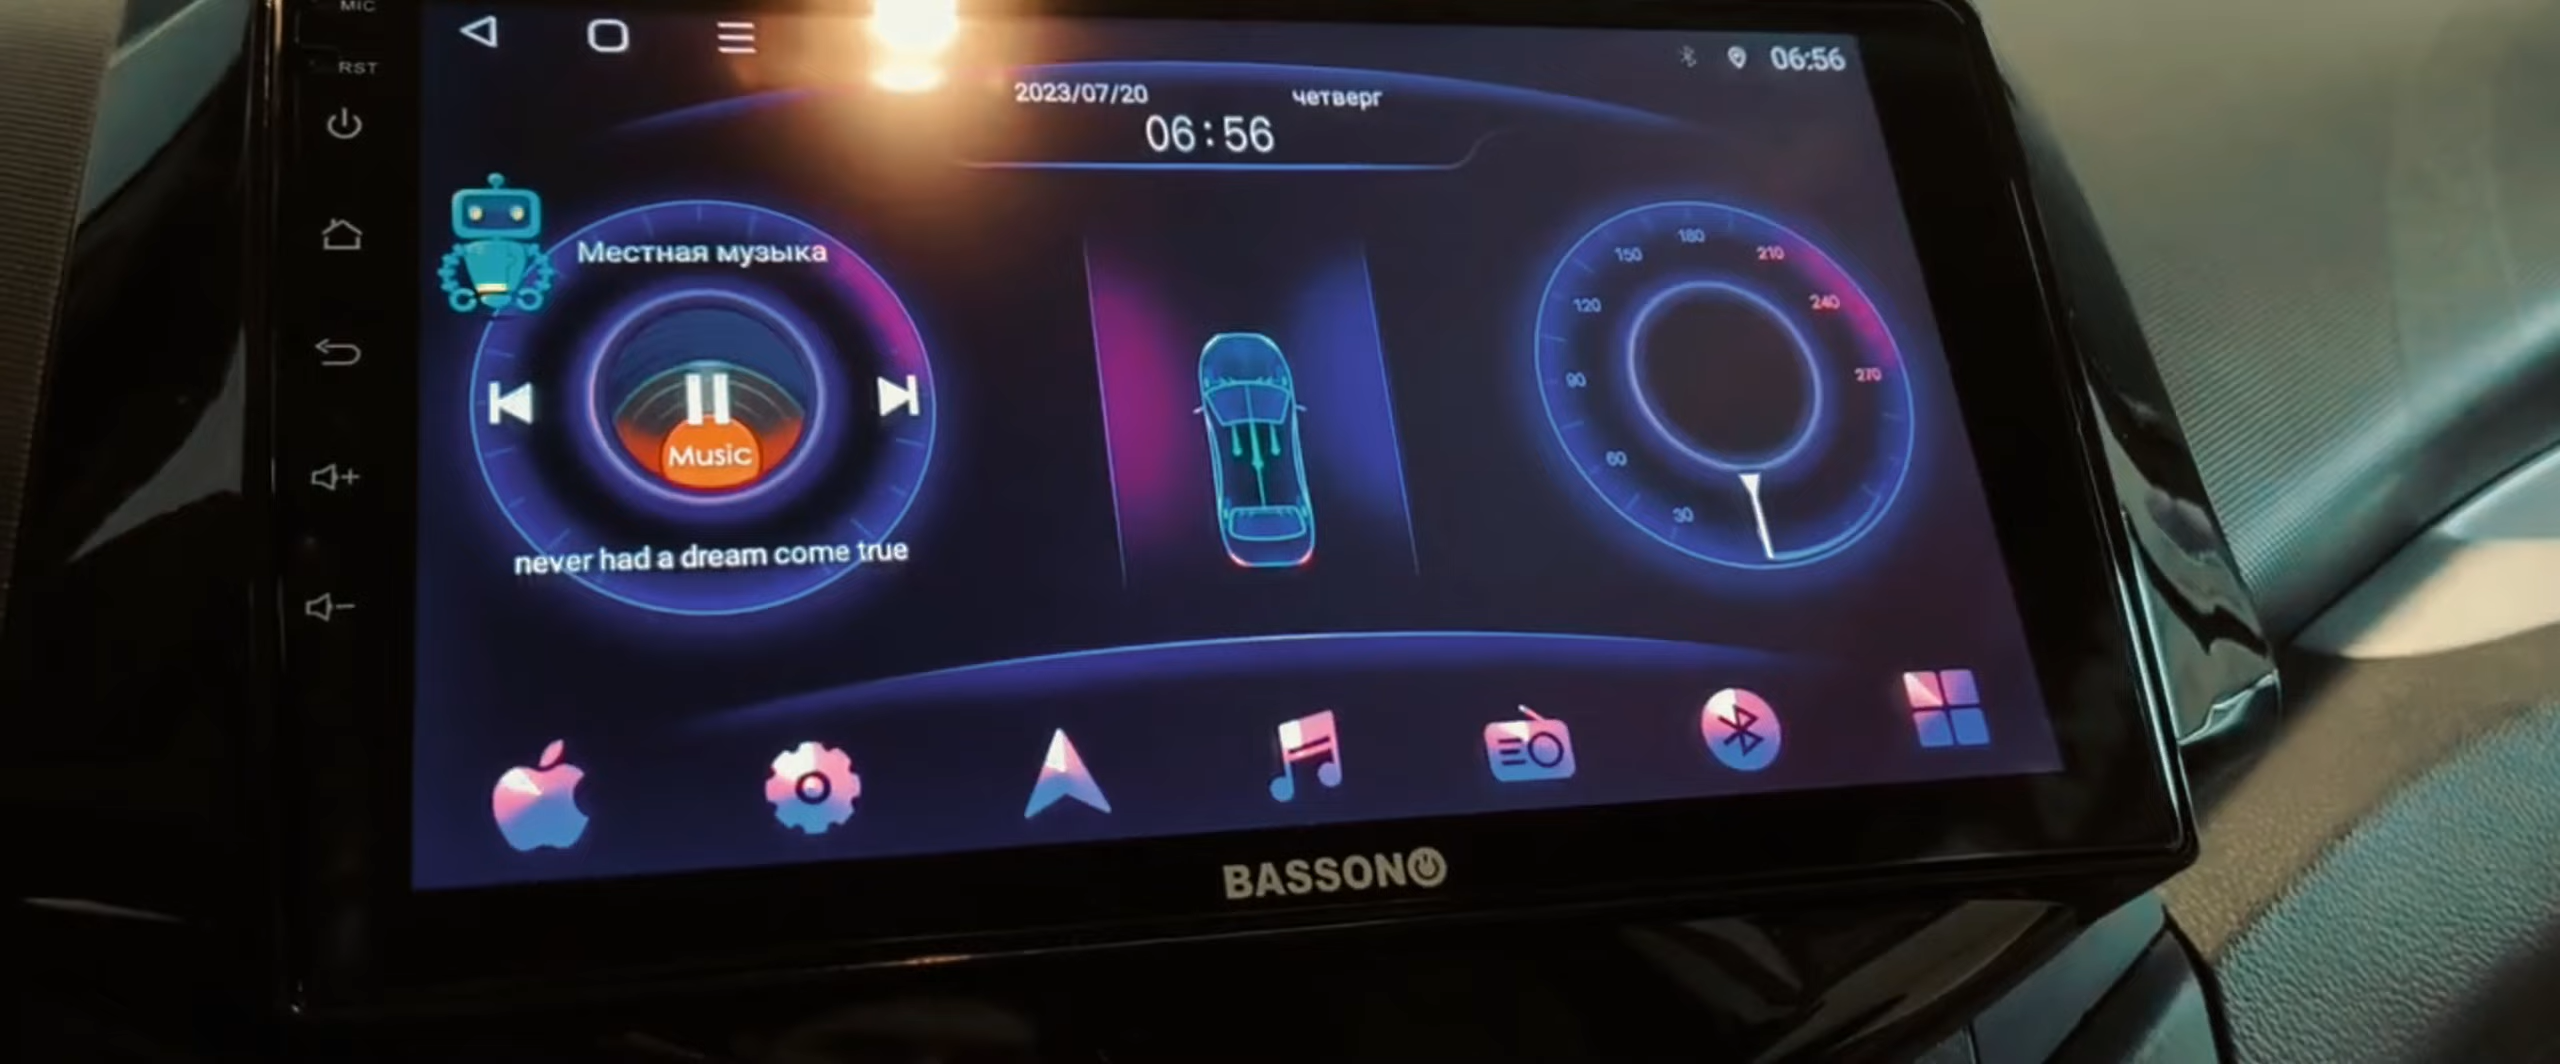 MIC
RST
06:56
2023/07/20 четверг
06:56
Местная музыка
Music
never had a dream come true
30
60
90
120
150
180
210
240
270
BASSON